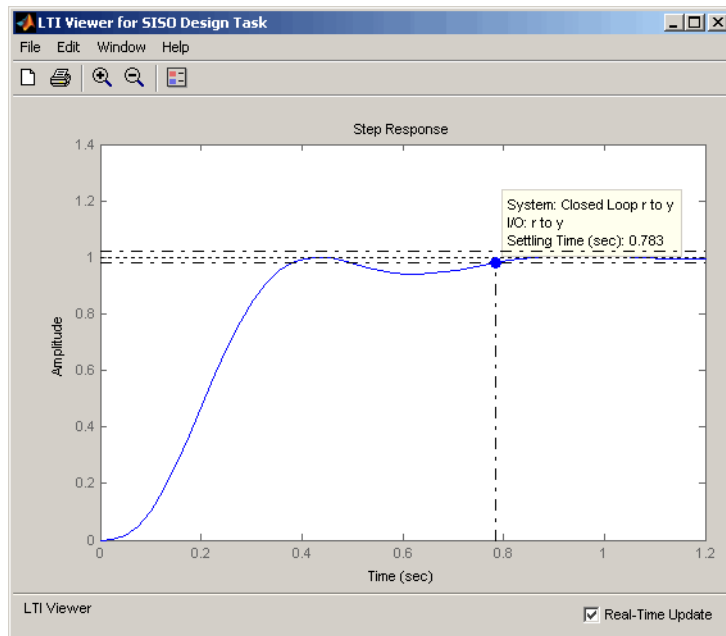 LTI Viewer for SISO Design Task
File Edit Window Help
Step Response
1.4
1.2
1
0.8
0.6
0.4
0.2
0
Amplitude
System: Closed Loop r to y
I/O: r to y
Settling Time (sec): 0.783
0 0.2 0.4 0.6 0.8 1 1.2
Time (sec)
LTI Viewer
Real-Time Update